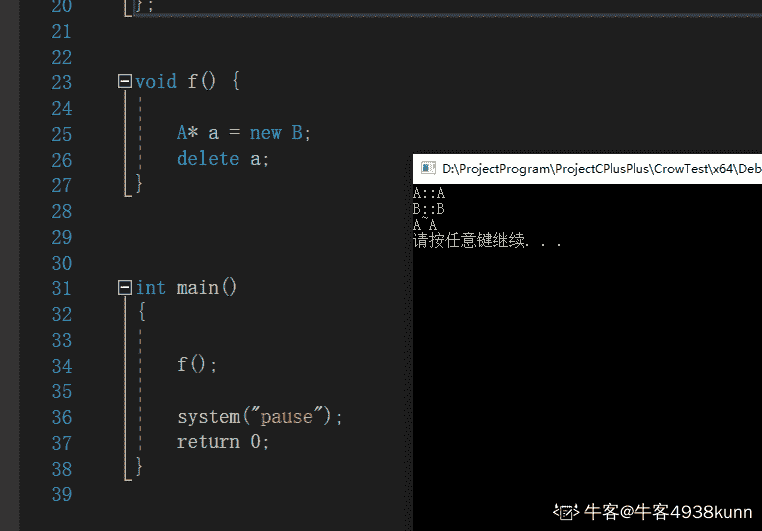 20 };
21
22
23 void f() {
24
25 A* a = new B;
26 delete a;
27 }
28
29
30
31 int main()
32 {
33
34 f();
35
36 system("pause");
37 return 0;
38 }
39
D:\ProjectProgram\ProjectCPlusPlus\CrowTest\x64\Deb
A::A
B::B
A~A
请按任意键继续. . .
牛客@牛客4938kunn